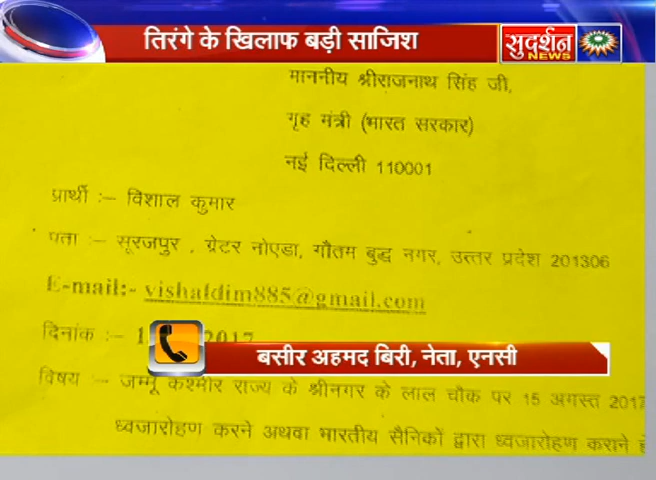 तिरंगे के खिलाफ बड़ी साजिश
सुदर्शन
NEWS
माननीय श्रीराजनाथ सिंह जी,
गृह मंत्री (भारत सरकार)
नई दिल्ली 110001
प्रार्थी :– विशाल कुमार
पता :– सूरजपुर , ग्रेटर नोएडा, गौतम बुद्ध नगर, उत्तर प्रदेश 201306
E-mail:- vishaldim885@gmail.com
दिनांक :– 1 2017
बसीर अहमद बिरी, नेता, एनसी
विषय :– जम्मू कश्मीर राज्य के श्रीनगर के लाल चौक पर 15 अगस्त 2017
ध्वजारोहण करने अथवा भारतीय सैनिकों द्वारा ध्वजारोहण कराने